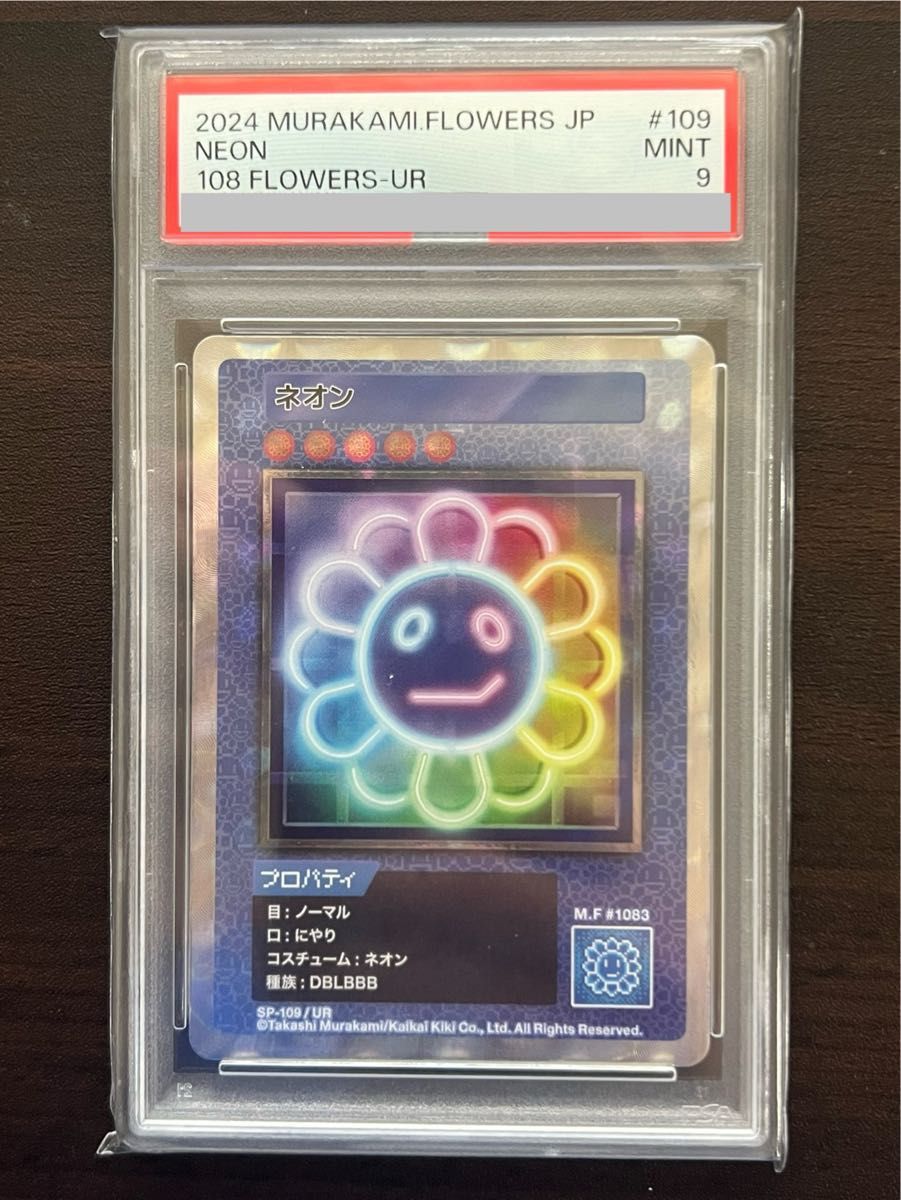 2024 MURAKAMI.FLOWERS JP #109
NEON MINT
108 FLOWERS-UR 9
ネオン
プロパティ
目：ノーマル
口：にやり
コスチューム：ネオン
種族：DBLBBB
M.F #1083
SP-109/UR
©Takashi Murakami/Kaikai Kiki Co., Ltd. All Rights Reserved.